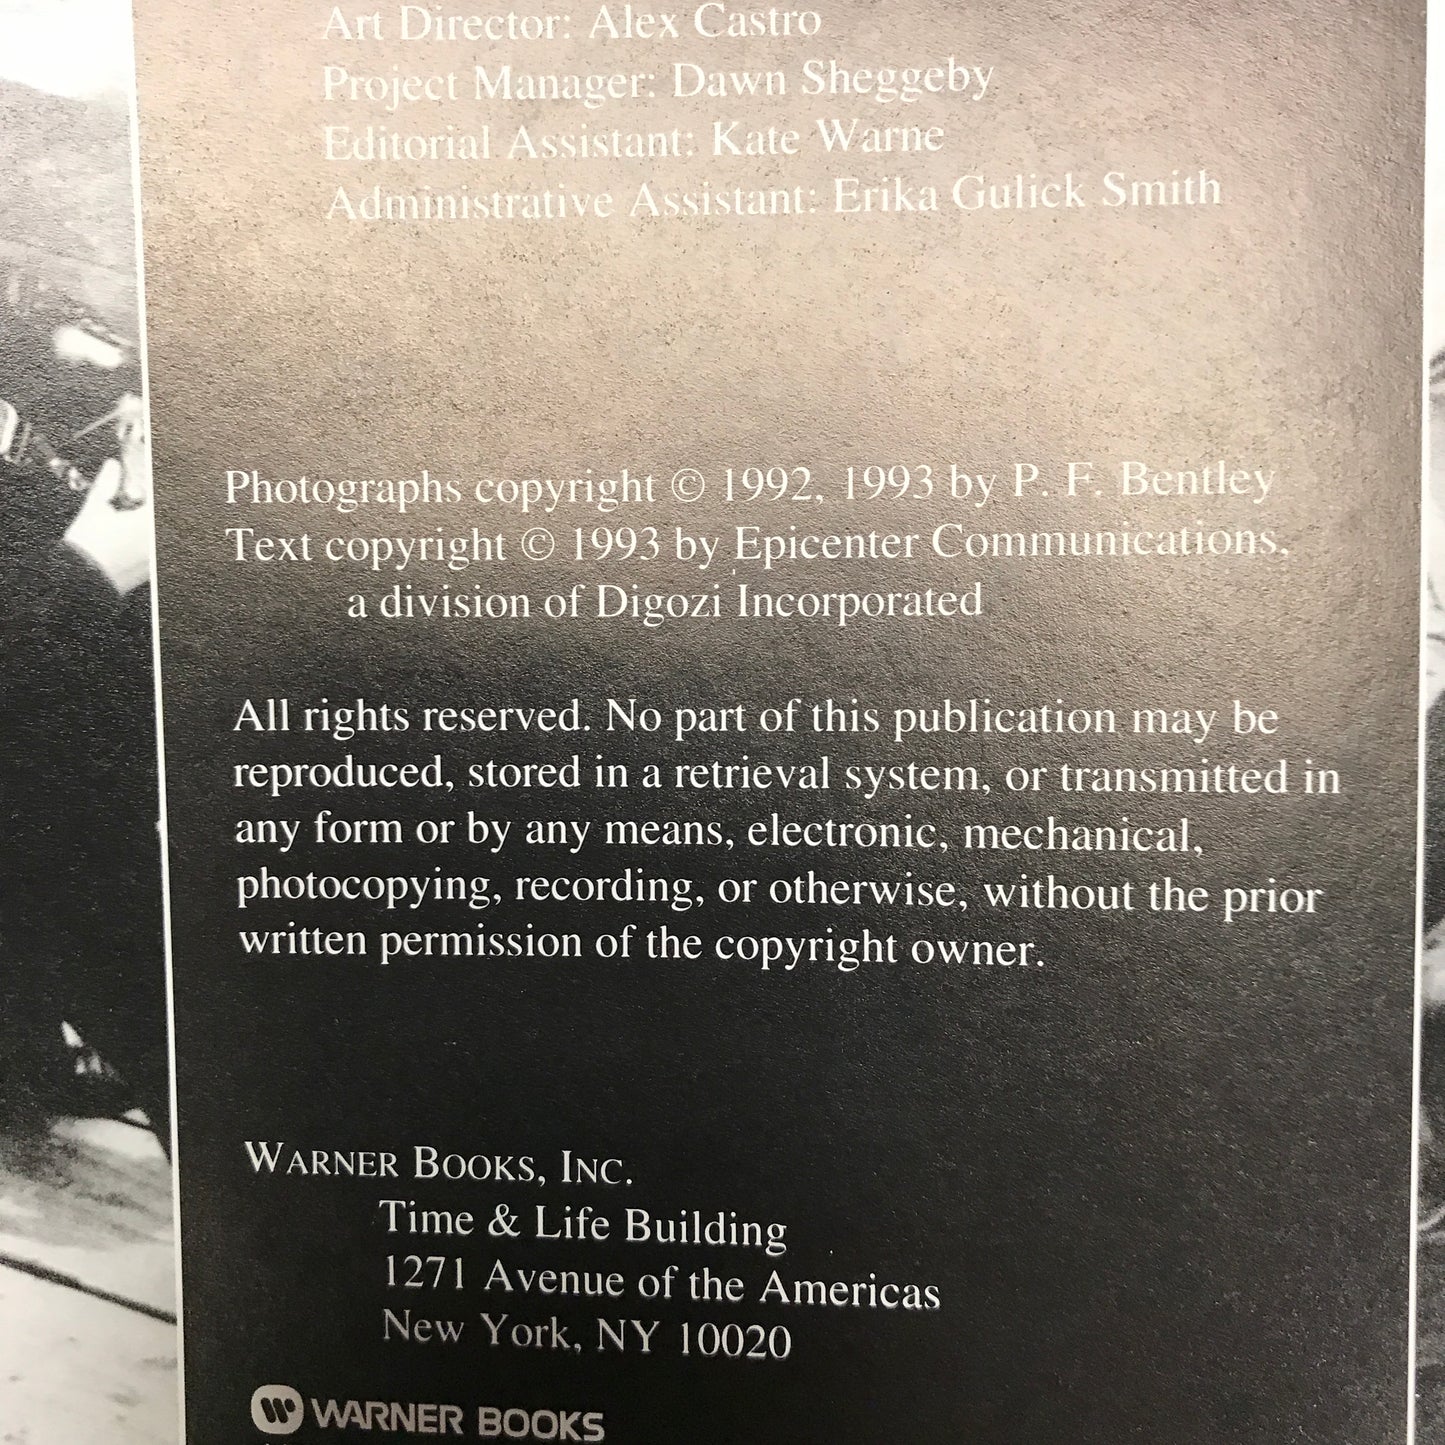 Art Director: Alex Castro
Project Manager: Dawn Sheggeby
Editorial Assistant: Kate Warne
Administrative Assistant: Erika Gulick Smith
Photographs copyright © 1992, 1993 by P. F. Bentley
Text copyright © 1993 by Epicenter Communications,
a division of Digozi Incorporated
All rights reserved. No part of this publication may be
reproduced, stored in a retrieval system, or transmitted in
any form or by any means, electronic, mechanical,
photocopying, recording, or otherwise, without the prior
written permission of the copyright owner.
WARNER BOOKS, INC.
Time & Life Building
1271 Avenue of the Americas
New York, NY 10020
W WARNER BOOKS